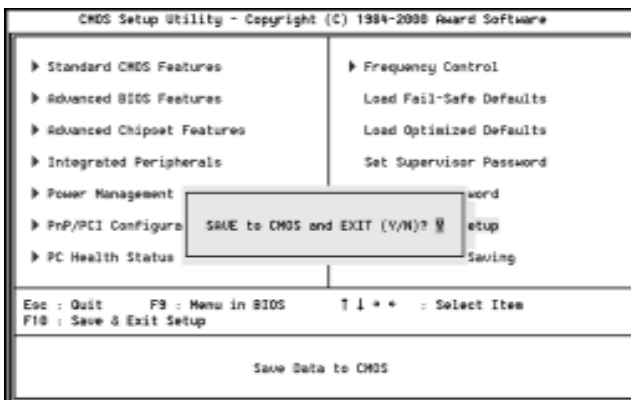 CMOS Setup Utility - Copyright (C) 1984-2000 Award Software
▶ Standard CMOS Features
▶ Advanced BIOS Features
▶ Advanced Chipset Features
▶ Integrated Peripherals
▶ Power Management
▶ PnP/PCI Configura
▶ PC Health Status
▶ Frequency Control
Load Fail-Safe Defaults
Load Optimized Defaults
Set Supervisor Password
word
etup
Saving
SAVE to CMOS and EXIT (Y/N)? Y
Esc : Quit F9 : Menu in BIOS ↑ ↓ → ← : Select Item
F10 : Save & Exit Setup
Save Data to CMOS